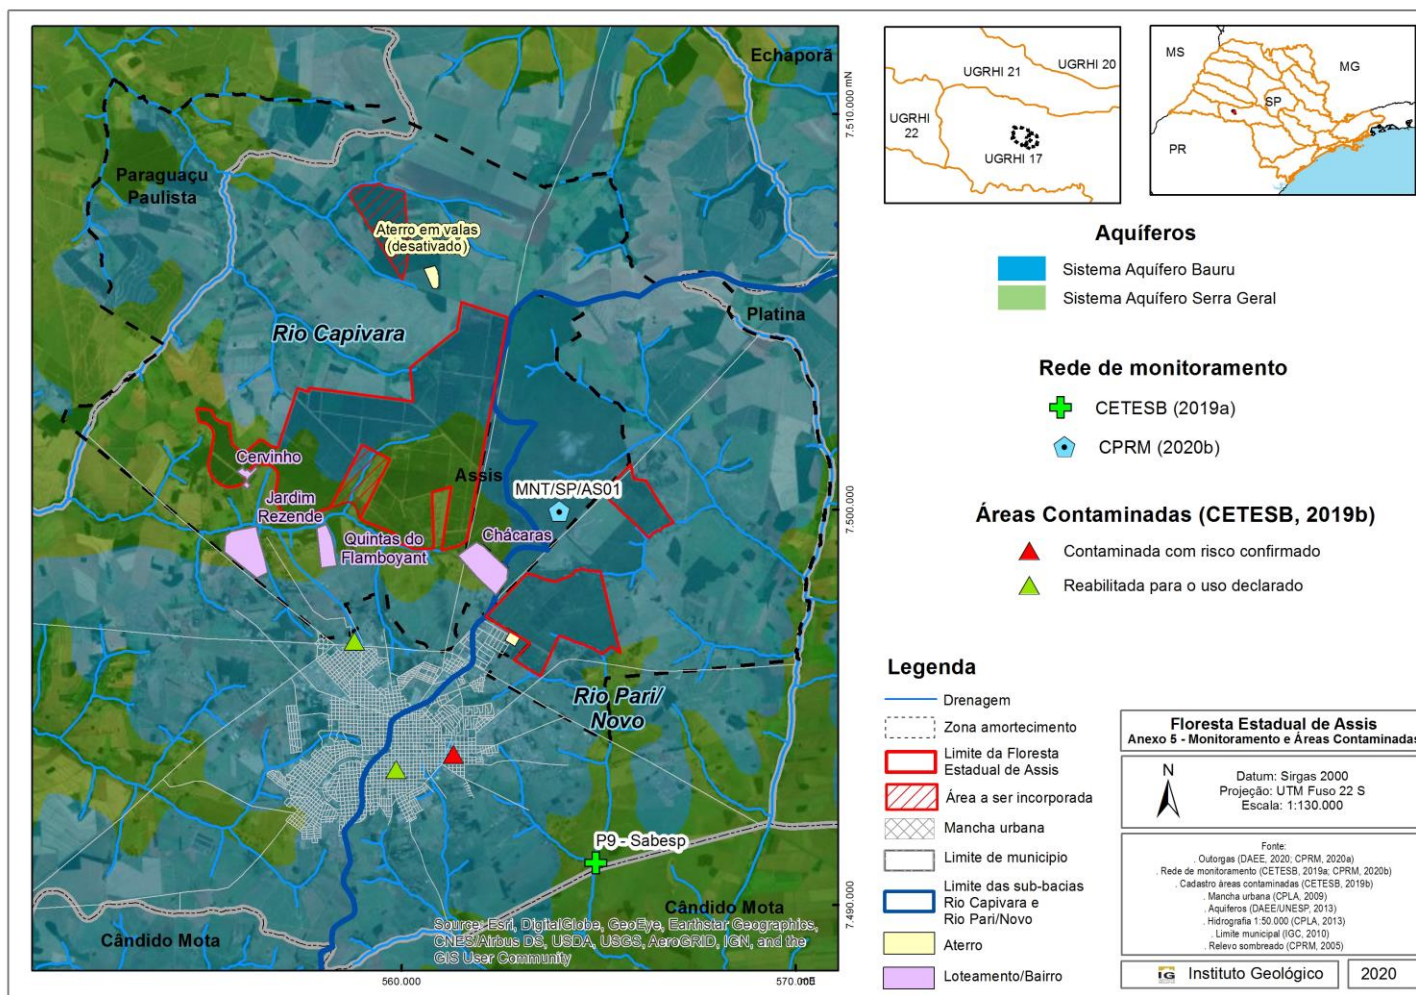 Echaporã
Paraguaçu
Paulista
Aterro em valas
(desativado)
Rio Capivara
Platina
Cervinho
Assis
MNT/SP/AS01
Jardim
Rezende
Quintas do
Flamboyant
Chácaras
Rio Pari/
Novo
P9 - Sabesp
Cândido Mota
Cândido Mota
Source: Esri, DigitalGlobe, GeoEye, Earthstar Geographics,
CNES/Airbus DS, USDA, USGS, AeroGRID, IGN, and the
GIS User Community
7.510.000 mN
7.500.000
7.490.000
560.000
570.000 mE
UGRHI 21
UGRHI 20
UGRHI
22
UGRHI 17
MS
MG
SP
PR
Aquíferos
Sistema Aquífero Bauru
Sistema Aquífero Serra Geral
Rede de monitoramento
CETESB (2019a)
CPRM (2020b)
Áreas Contaminadas (CETESB, 2019b)
Contaminada com risco confirmado
Reabilitada para o uso declarado
Legenda
Drenagem
Zona amortecimento
Limite da Floresta
Estadual de Assis
Área a ser incorporada
Mancha urbana
Limite de município
Limite das sub-bacias
Rio Capivara e
Rio Pari/Novo
Aterro
Loteamento/Bairro
Floresta Estadual de Assis
Anexo 5 - Monitoramento e Áreas Contaminadas
N
Datum: Sirgas 2000
Projeção: UTM Fuso 22 S
Escala: 1:130.000
Fonte:
. Outorgas (DAEE, 2020; CPRM, 2020a)
. Rede de monitoramento (CETESB, 2019a; CPRM, 2020b)
. Cadastro áreas contaminadas (CETESB, 2019b)
. Mancha urbana (CPLA, 2009)
. Aquíferos (DAEE/UNESP, 2013)
. Hidrografia 1:50.000 (CPLA, 2013)
. Limite municipal (IGC, 2010)
. Relevo sombreado (CPRM, 2005)
IG Instituto Geológico
2020